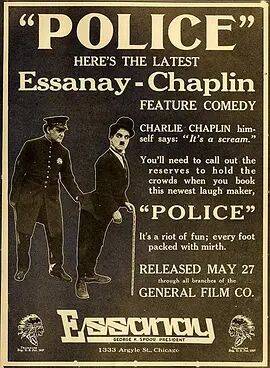 "POLICE"
HERE'S THE LATEST
Essanay-Chaplin
FEATURE COMEDY
CHARLIE CHAPLIN him-
self says: "It's a scream."
You'll need to call out the
reserves to hold the
crowds when you book
this newest laugh maker,
"POLICE"
It's a riot of fun; every foot
packed with mirth.
RELEASED MAY 27
through all branches of the
GENERAL FILM CO.
Essanay
GEORGE K. SPOOR, PRESIDENT
1333 Argyle St., Chicago